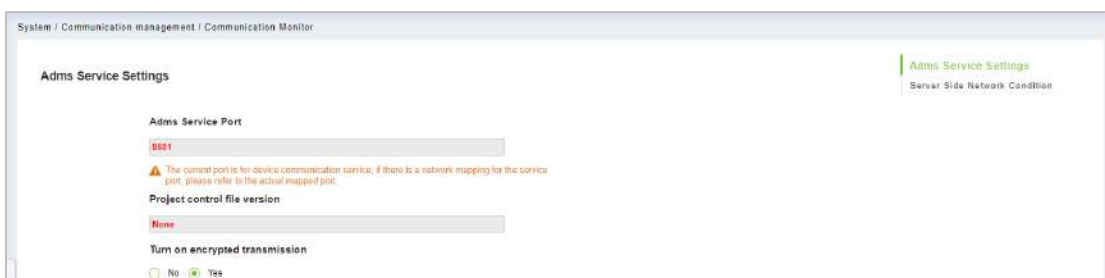 System / Communication management / Communication Monitor
Adms Service Settings
Adms Service Settings
Server Side Network Condition
Adms Service Port
8881
The current port is for device communication service, if there is a network mapping for the service
port, please refer to the actual mapped port.
Project control file version
None
Turn on encrypted transmission
No Yes